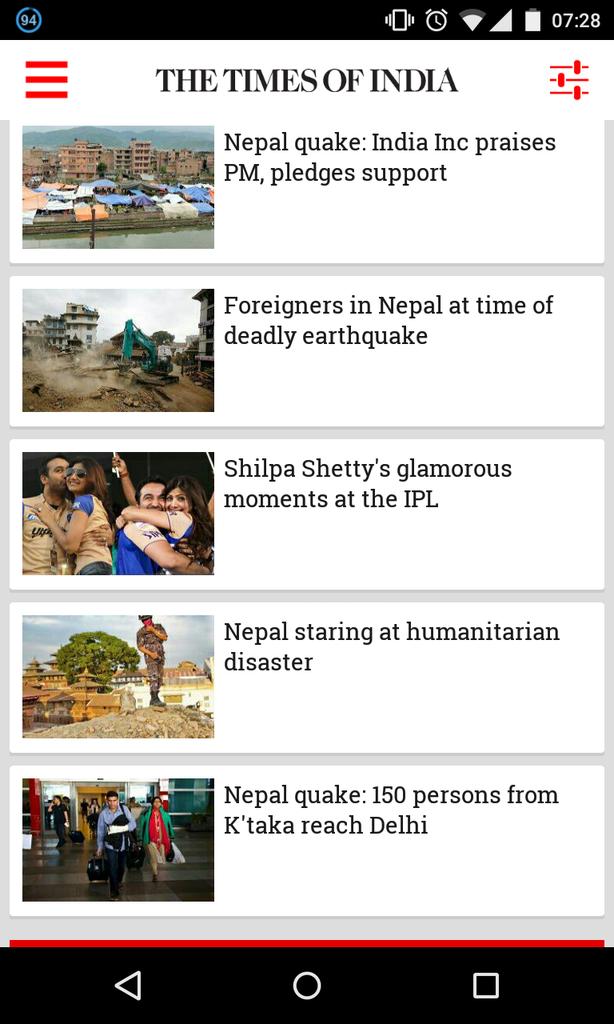 94
07:28
THE TIMES OF INDIA
Nepal quake: India Inc praises
PM, pledges support
Foreigners in Nepal at time of
deadly earthquake
Shilpa Shetty's glamorous
moments at the IPL
Nepal staring at humanitarian
disaster
Nepal quake: 150 persons from
K'taka reach Delhi